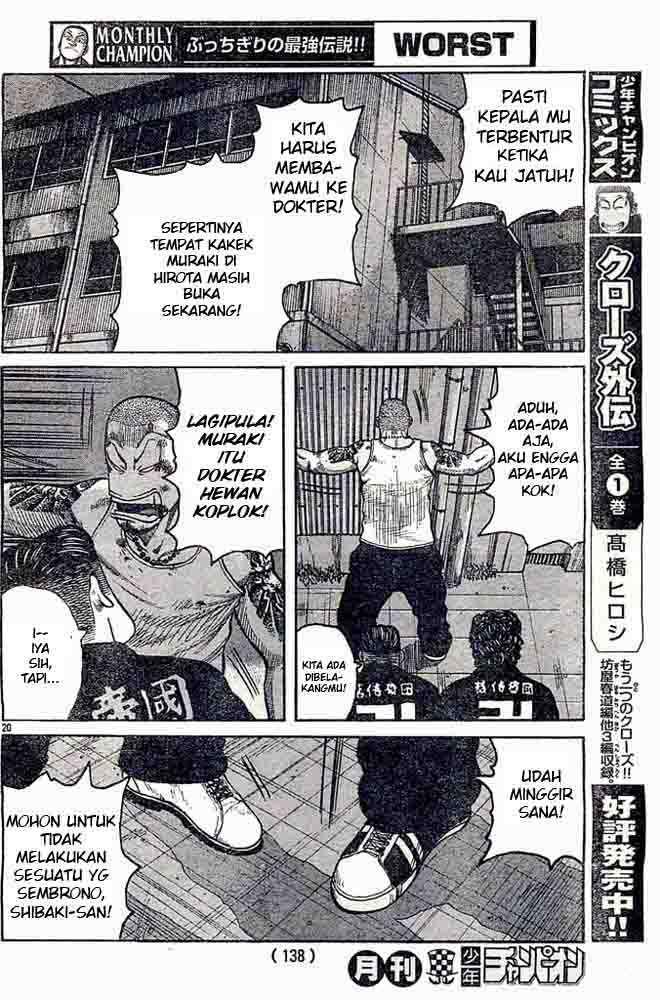 MONTHLY
CHAMPION
ぶっちぎりの最強伝説!!
WORST
PASTI
KEPALA MU
TERBENTUR
KETIKA
KAU JATUH!
KITA
HARUS
MEMBA-
WAMU KE
DOKTER!
SEPERTINYA
TEMPAT KAKEK
MURAKI DI
HIROTA MASIH
BUKA
SEKARANG!
ADUH,
ADA-ADA
AJA,
AKU ENGGA
APA-APA
KOK!
KITA ADA
DIBELA-
KANGMU!
LAGIPULA!
MURAKI
ITU
DOKTER
HEWAN
KOPLOK!
I--
IYA
SIH,
TAPI...
帝國
20
UDAH
MINGGIR
SANA!
MOHON UNTUK
TIDAK
MELAKUKAN
SESUATU YG
SEMBRONO,
SHIBAKI-SAN!
少年チャンピオン
コミックス
クローズ外伝
全1巻
髙橋ヒロシ
もう一つのクローズ!!
坊屋春道編他3編収録。
好評発売中!!
(138)
月刊
少年
チャンピオン